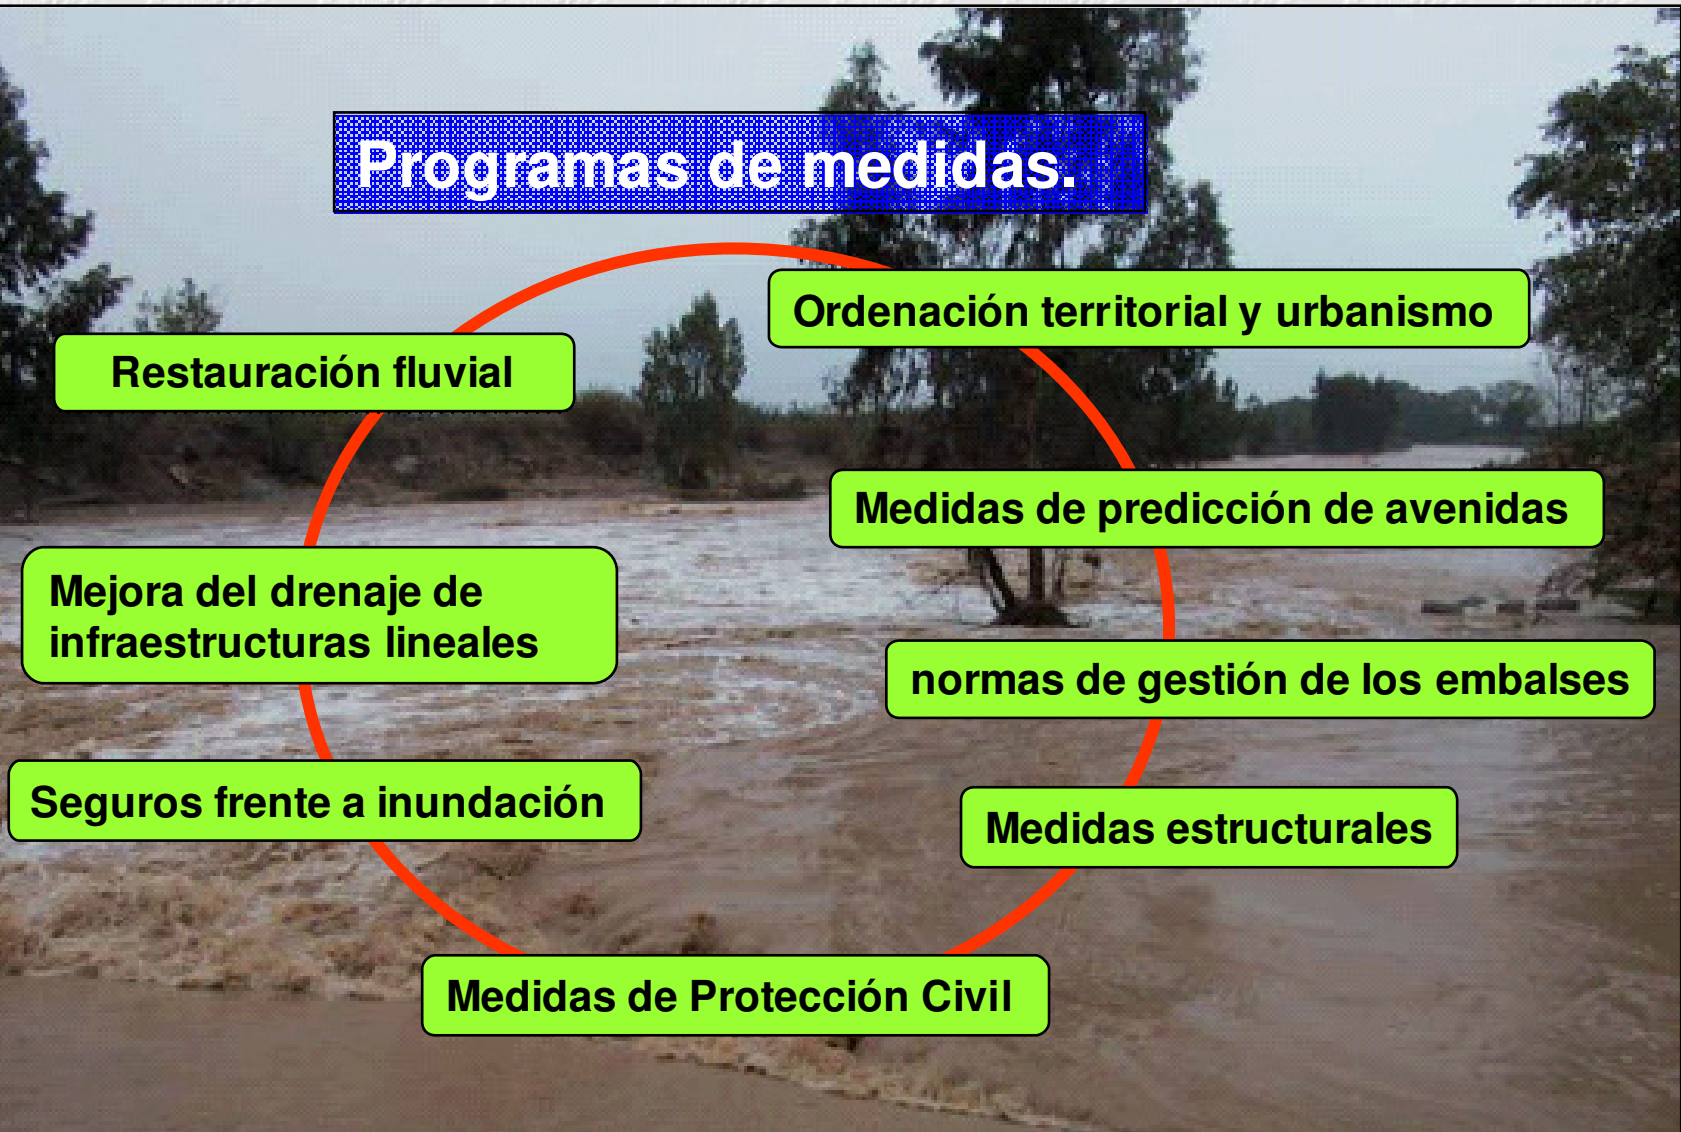 Programas de medidas.
Ordenación territorial y urbanismo
Restauración fluvial
Medidas de predicción de avenidas
Mejora del drenaje de
infraestructuras lineales
normas de gestión de los embalses
Seguros frente a inundación
Medidas estructurales
Medidas de Protección Civil